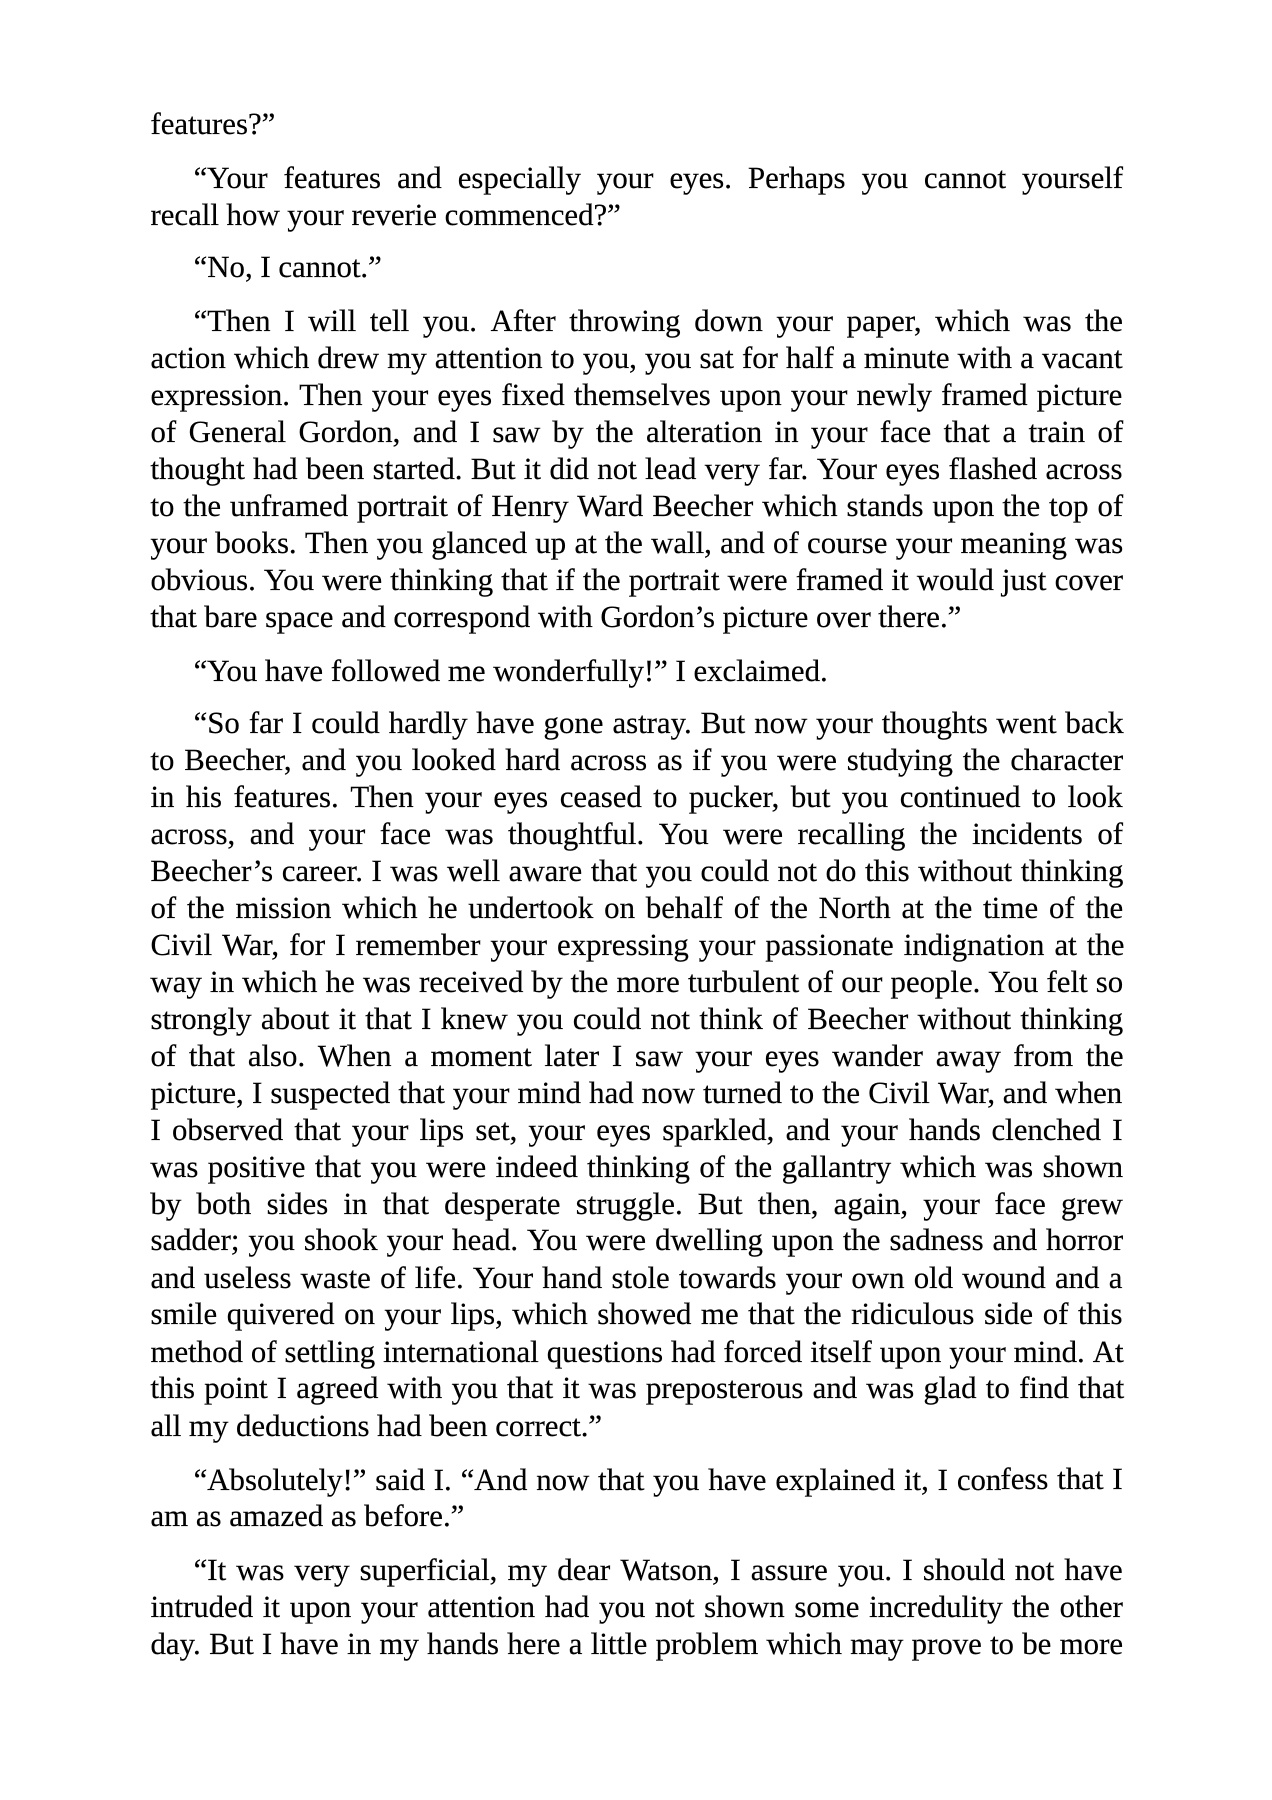 features?”
“Your features and especially your eyes. Perhaps you cannot yourself
recall how your reverie commenced?”
“No, I cannot.”
“Then I will tell you. After throwing down your paper, which was the
action which drew my attention to you, you sat for half a minute with a vacant
expression. Then your eyes fixed themselves upon your newly framed picture
of General Gordon, and I saw by the alteration in your face that a train of
thought had been started. But it did not lead very far. Your eyes flashed across
to the unframed portrait of Henry Ward Beecher which stands upon the top of
your books. Then you glanced up at the wall, and of course your meaning was
obvious. You were thinking that if the portrait were framed it would just cover
that bare space and correspond with Gordon’s picture over there.”
“You have followed me wonderfully!” I exclaimed.
“So far I could hardly have gone astray. But now your thoughts went back
to Beecher, and you looked hard across as if you were studying the character
in his features. Then your eyes ceased to pucker, but you continued to look
across, and your face was thoughtful. You were recalling the incidents of
Beecher’s career. I was well aware that you could not do this without thinking
of the mission which he undertook on behalf of the North at the time of the
Civil War, for I remember your expressing your passionate indignation at the
way in which he was received by the more turbulent of our people. You felt so
strongly about it that I knew you could not think of Beecher without thinking
of that also. When a moment later I saw your eyes wander away from the
picture, I suspected that your mind had now turned to the Civil War, and when
I observed that your lips set, your eyes sparkled, and your hands clenched I
was positive that you were indeed thinking of the gallantry which was shown
by both sides in that desperate struggle. But then, again, your face grew
sadder; you shook your head. You were dwelling upon the sadness and horror
and useless waste of life. Your hand stole towards your own old wound and a
smile quivered on your lips, which showed me that the ridiculous side of this
method of settling international questions had forced itself upon your mind. At
this point I agreed with you that it was preposterous and was glad to find that
all my deductions had been correct.”
“Absolutely!” said I. “And now that you have explained it, I confess that I
am as amazed as before.”
“It was very superficial, my dear Watson, I assure you. I should not have
intruded it upon your attention had you not shown some incredulity the other
day. But I have in my hands here a little problem which may prove to be more